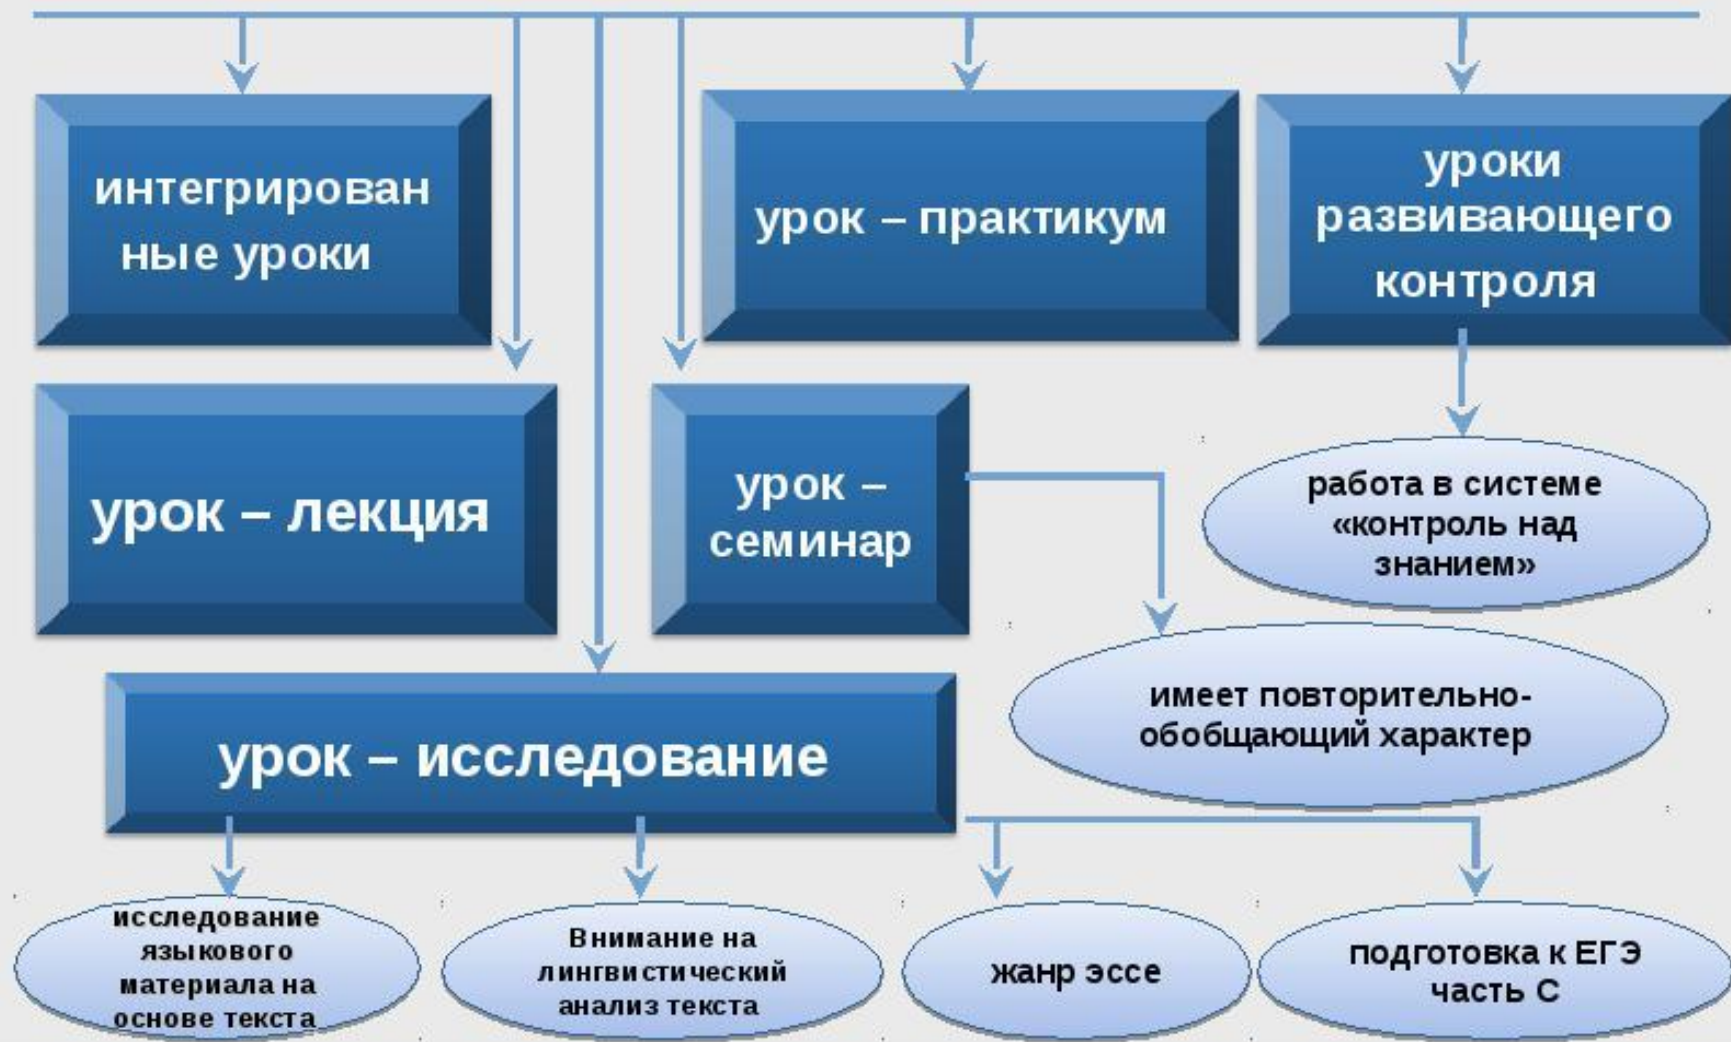 интегрирован
ные уроки
урок – практикум
уроки
развивающего
контроля
урок – лекция
урок –
семинар
работа в системе
«контроль над
знанием»
имеет повторительно-
обобщающий характер
урок – исследование
исследование
языкового
материала на
основе текста
Внимание на
лингвистический
анализ текста
жанр эссе
подготовка к ЕГЭ
часть С